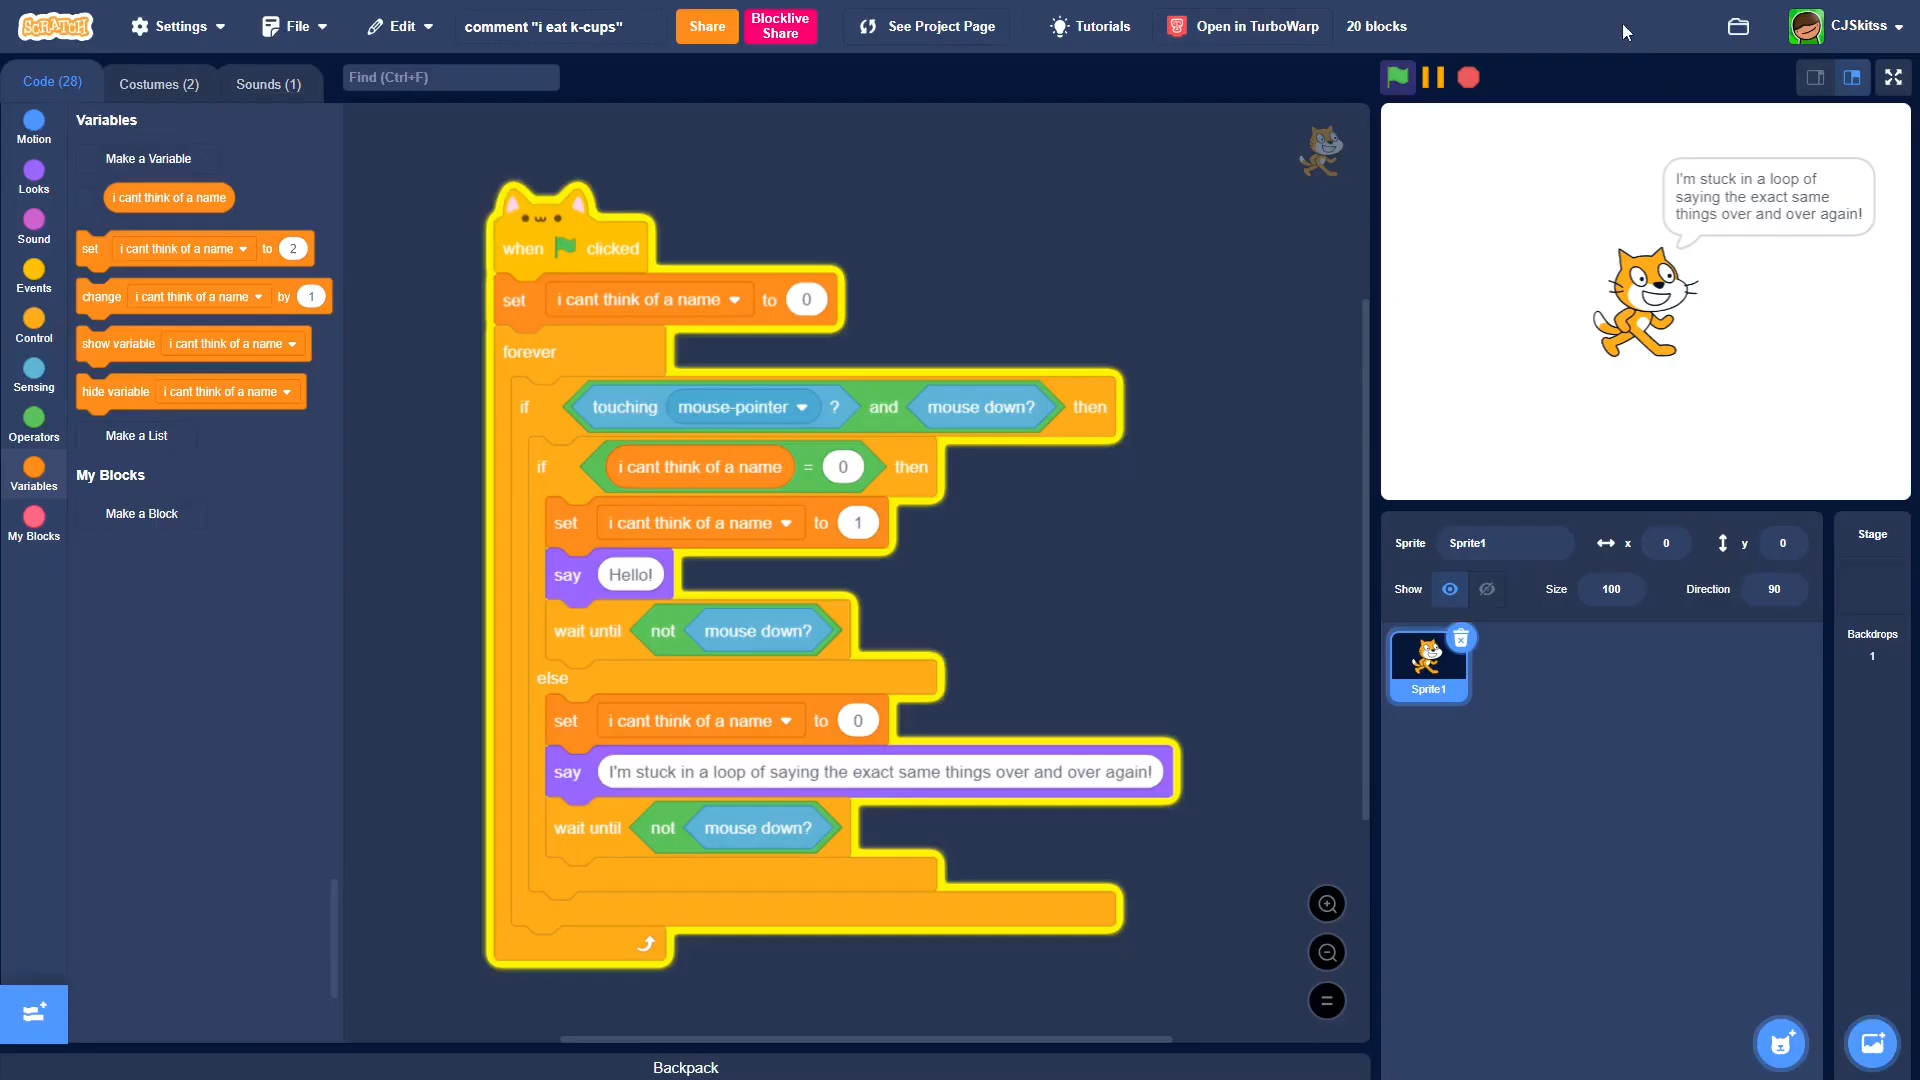 SCRATCH
Settings
File
Edit
comment "i eat k-cups"
Share
Blocklive
Share
See Project Page
Tutorials
Open in TurboWarp
20 blocks
CJSkitss
Code (28)
Costumes (2)
Sounds (1)
Find (Ctrl+F)
Motion
Looks
Sound
Events
Control
Sensing
Operators
Variables
My Blocks
Variables
Make a Variable
i cant think of a name
set i cant think of a name to 2
change i cant think of a name by 1
show variable i cant think of a name
hide variable i cant think of a name
Make a List
My Blocks
Make a Block
when clicked
set i cant think of a name to 0
forever
if touching mouse-pointer ? and mouse down? then
if i cant think of a name = 0 then
set i cant think of a name to 1
say Hello!
wait until not mouse down?
else
set i cant think of a name to 0
say I'm stuck in a loop of saying the exact same things over and over again!
wait until not mouse down?
Backpack
I'm stuck in a loop of
saying the exact same
things over and over again!
Sprite Sprite1 x 0 y 0
Show Size 100 Direction 90
Sprite1
Stage
Backdrops
1